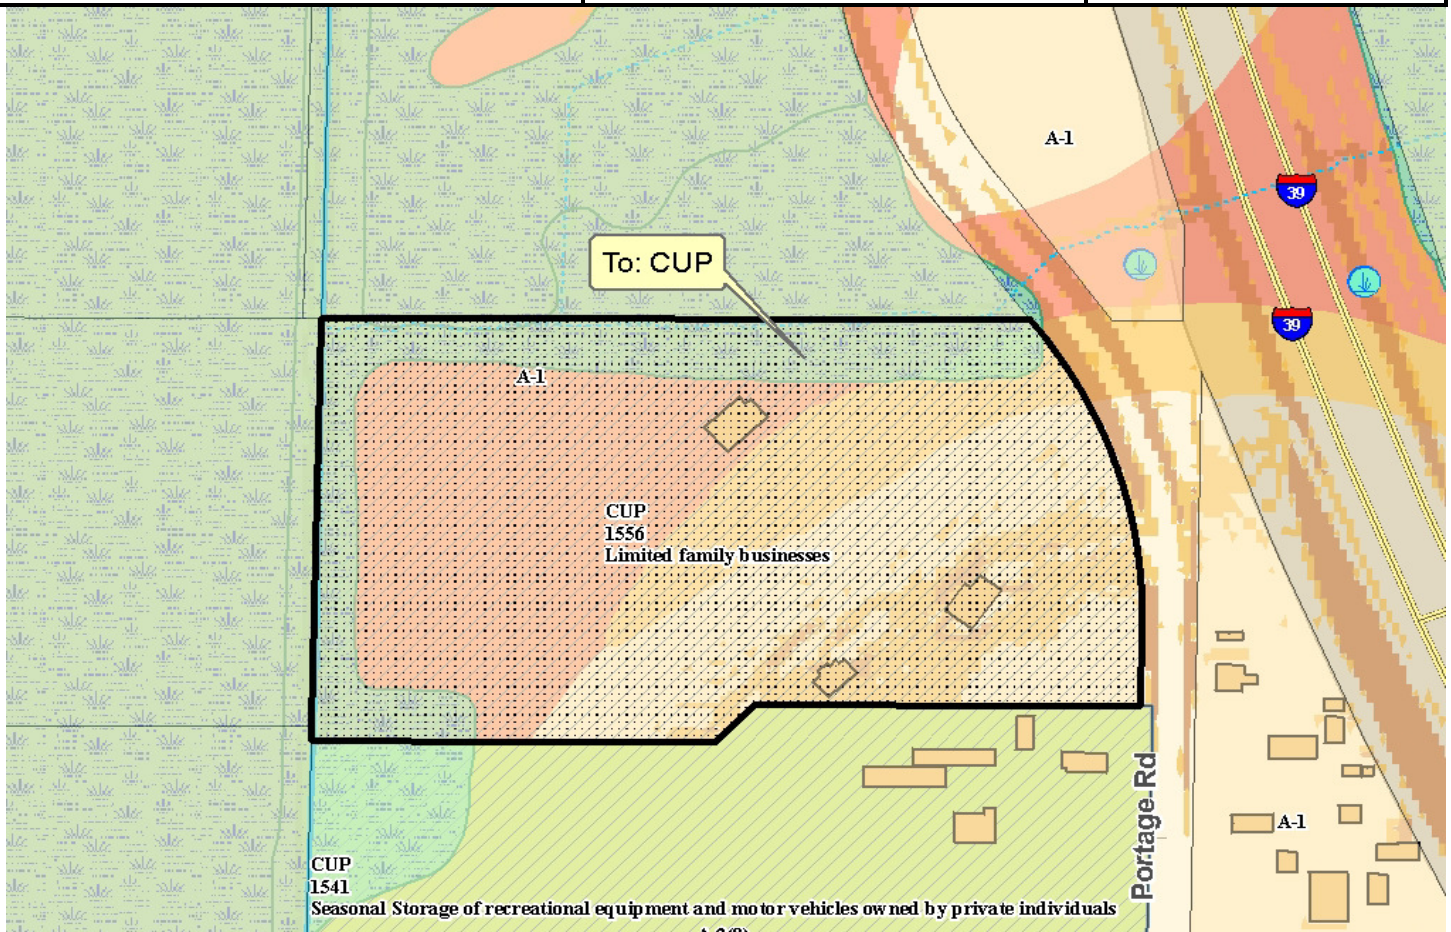 A-1
39
To: CUP
39
A-1
CUP
1556
Limited family businesses
Portage Rd
A-1
CUP
1541
Seasonal Storage of recreational equipment and motor vehicles owned by private individuals